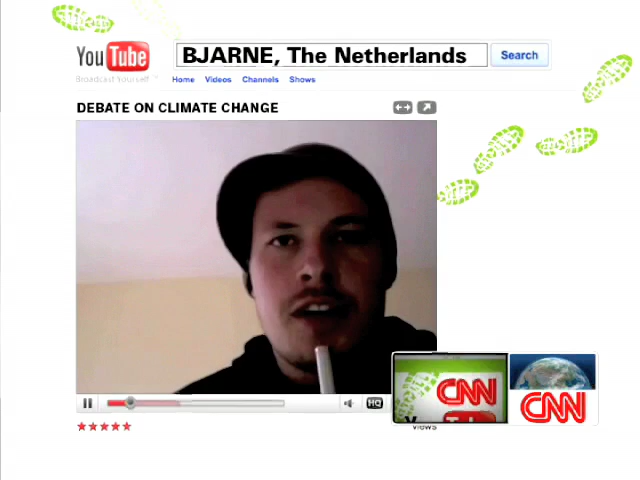 YouTube
BJARNE, The Netherlands
Search
Broadcast Yourself
Home Videos Channels Shows
DEBATE ON CLIMATE CHANGE
CNN
CNN
HQ
views